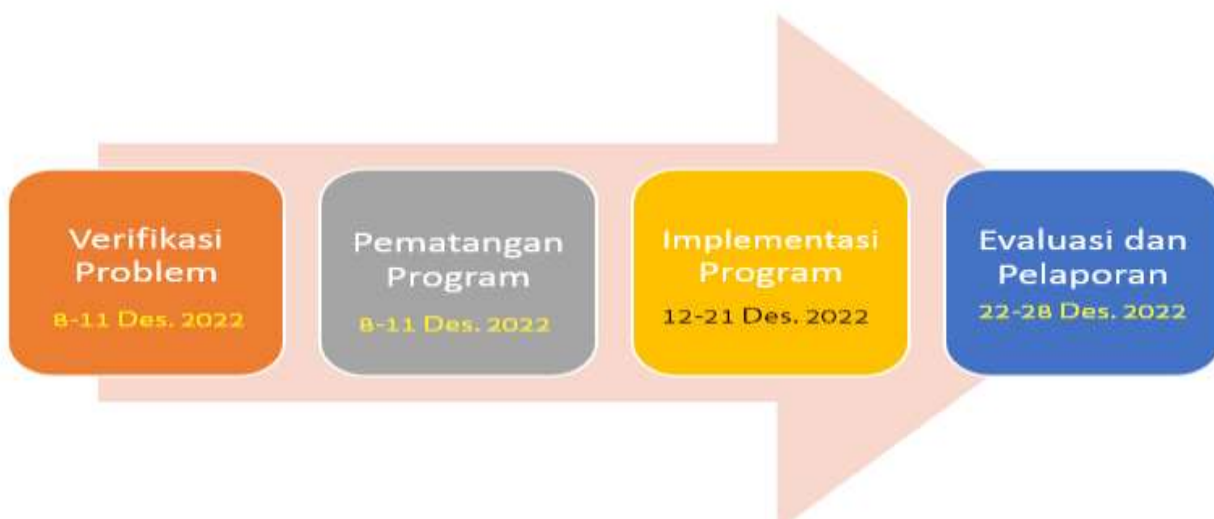 Verifikasi
Problem
8-11 Des. 2022
Pematangan
Program
8-11 Des. 2022
Implementasi
Program
12-21 Des. 2022
Evaluasi dan
Pelaporan
22-28 Des. 2022